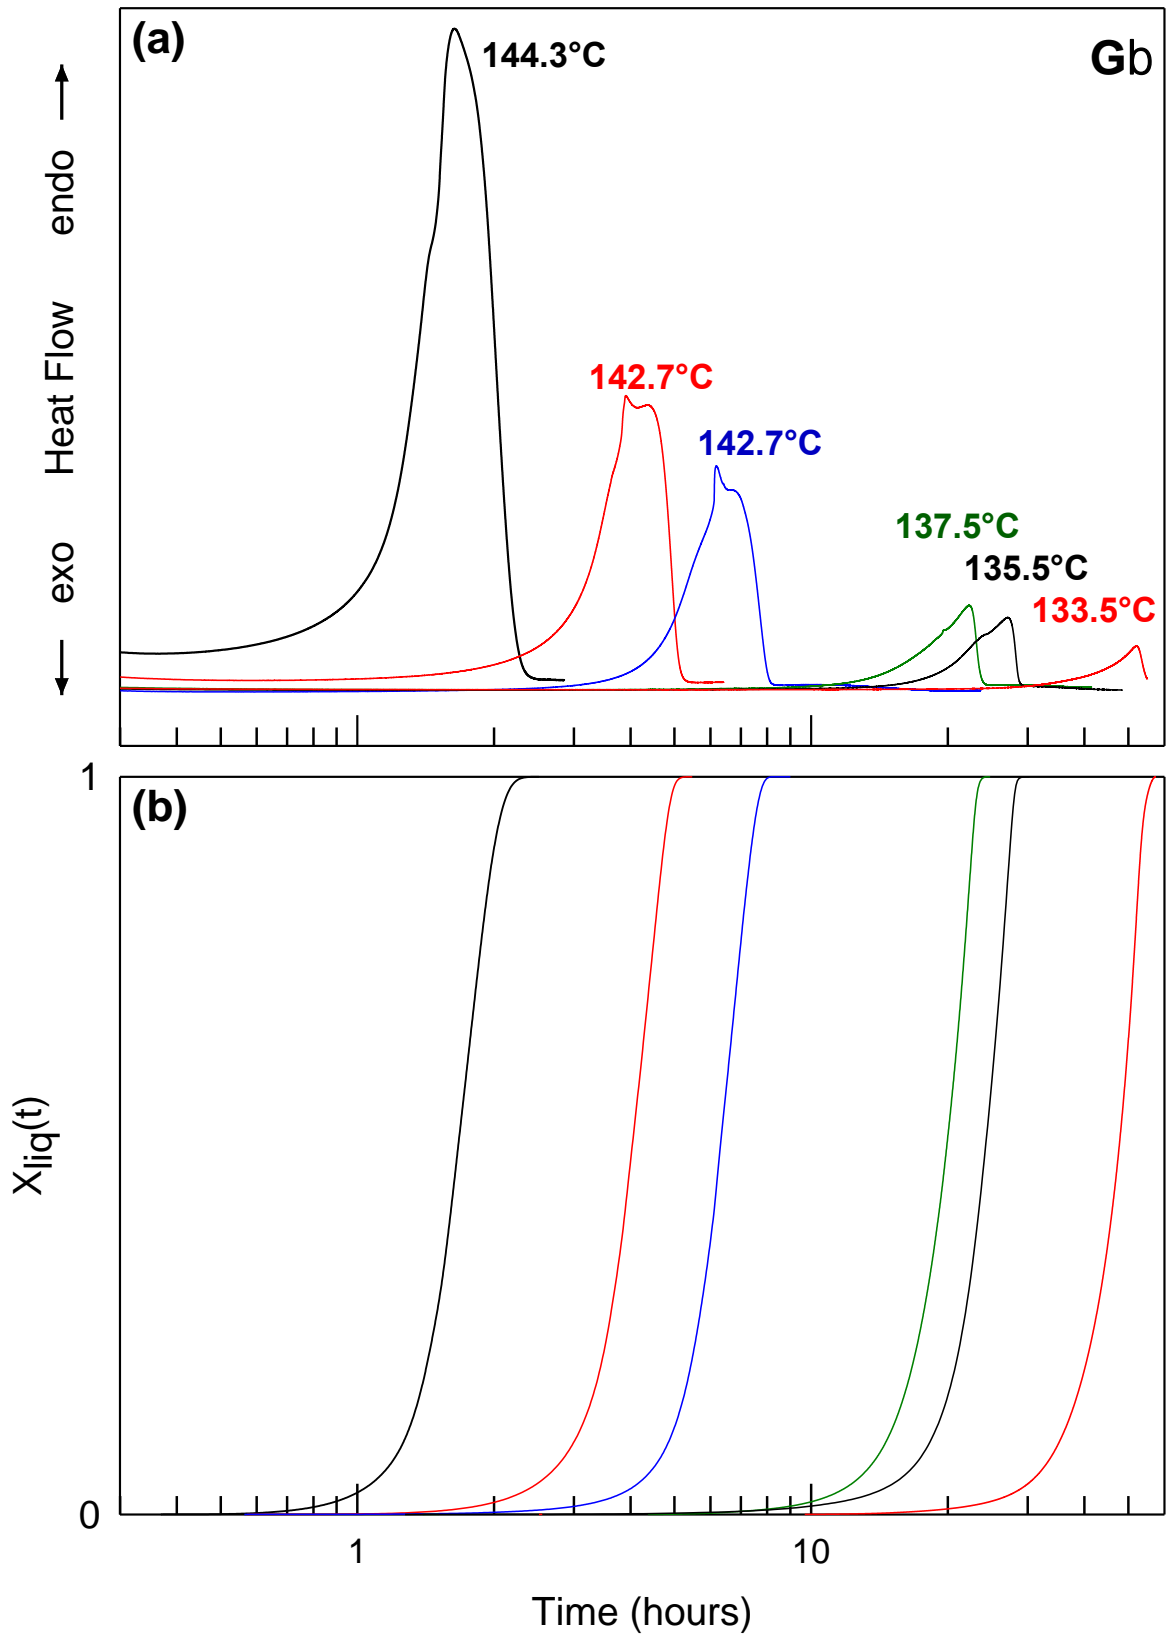 (a)
144.3°C
Gb
142.7°C
142.7°C
137.5°C
135.5°C
133.5°C
exo Heat Flow endo
1
(b)
Xliq(t)
0
1
10
Time (hours)